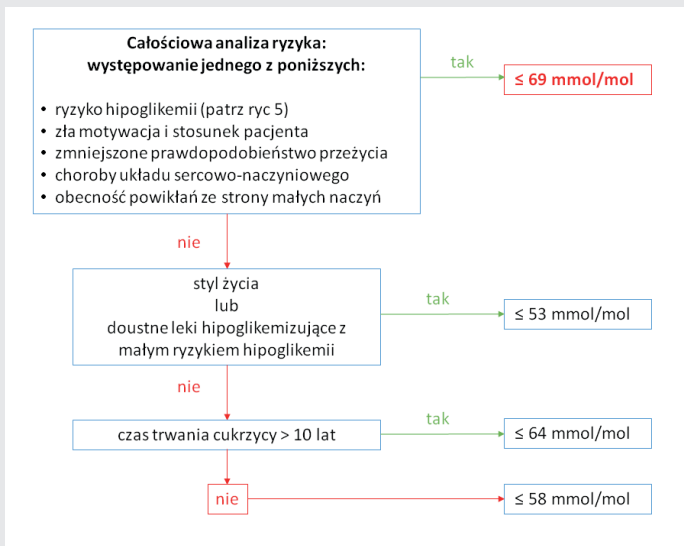 Całościowa analiza ryzyka:
występowanie jednego z poniższych:
• ryzyko hipoglikemii (patrz ryc 5)
• zła motywacja i stosunek pacjenta
• zmniejszone prawdopodobieństwo przeżycia
• choroby układu sercowo-naczyniowego
• obecność powikłań ze strony małych naczyń
tak
≤ 69 mmol/mol
nie
styl życia
lub
doustne leki hipoglikemizujące z
małym ryzykiem hipoglikemii
tak
≤ 53 mmol/mol
nie
czas trwania cukrzycy > 10 lat
tak
≤ 64 mmol/mol
nie
≤ 58 mmol/mol